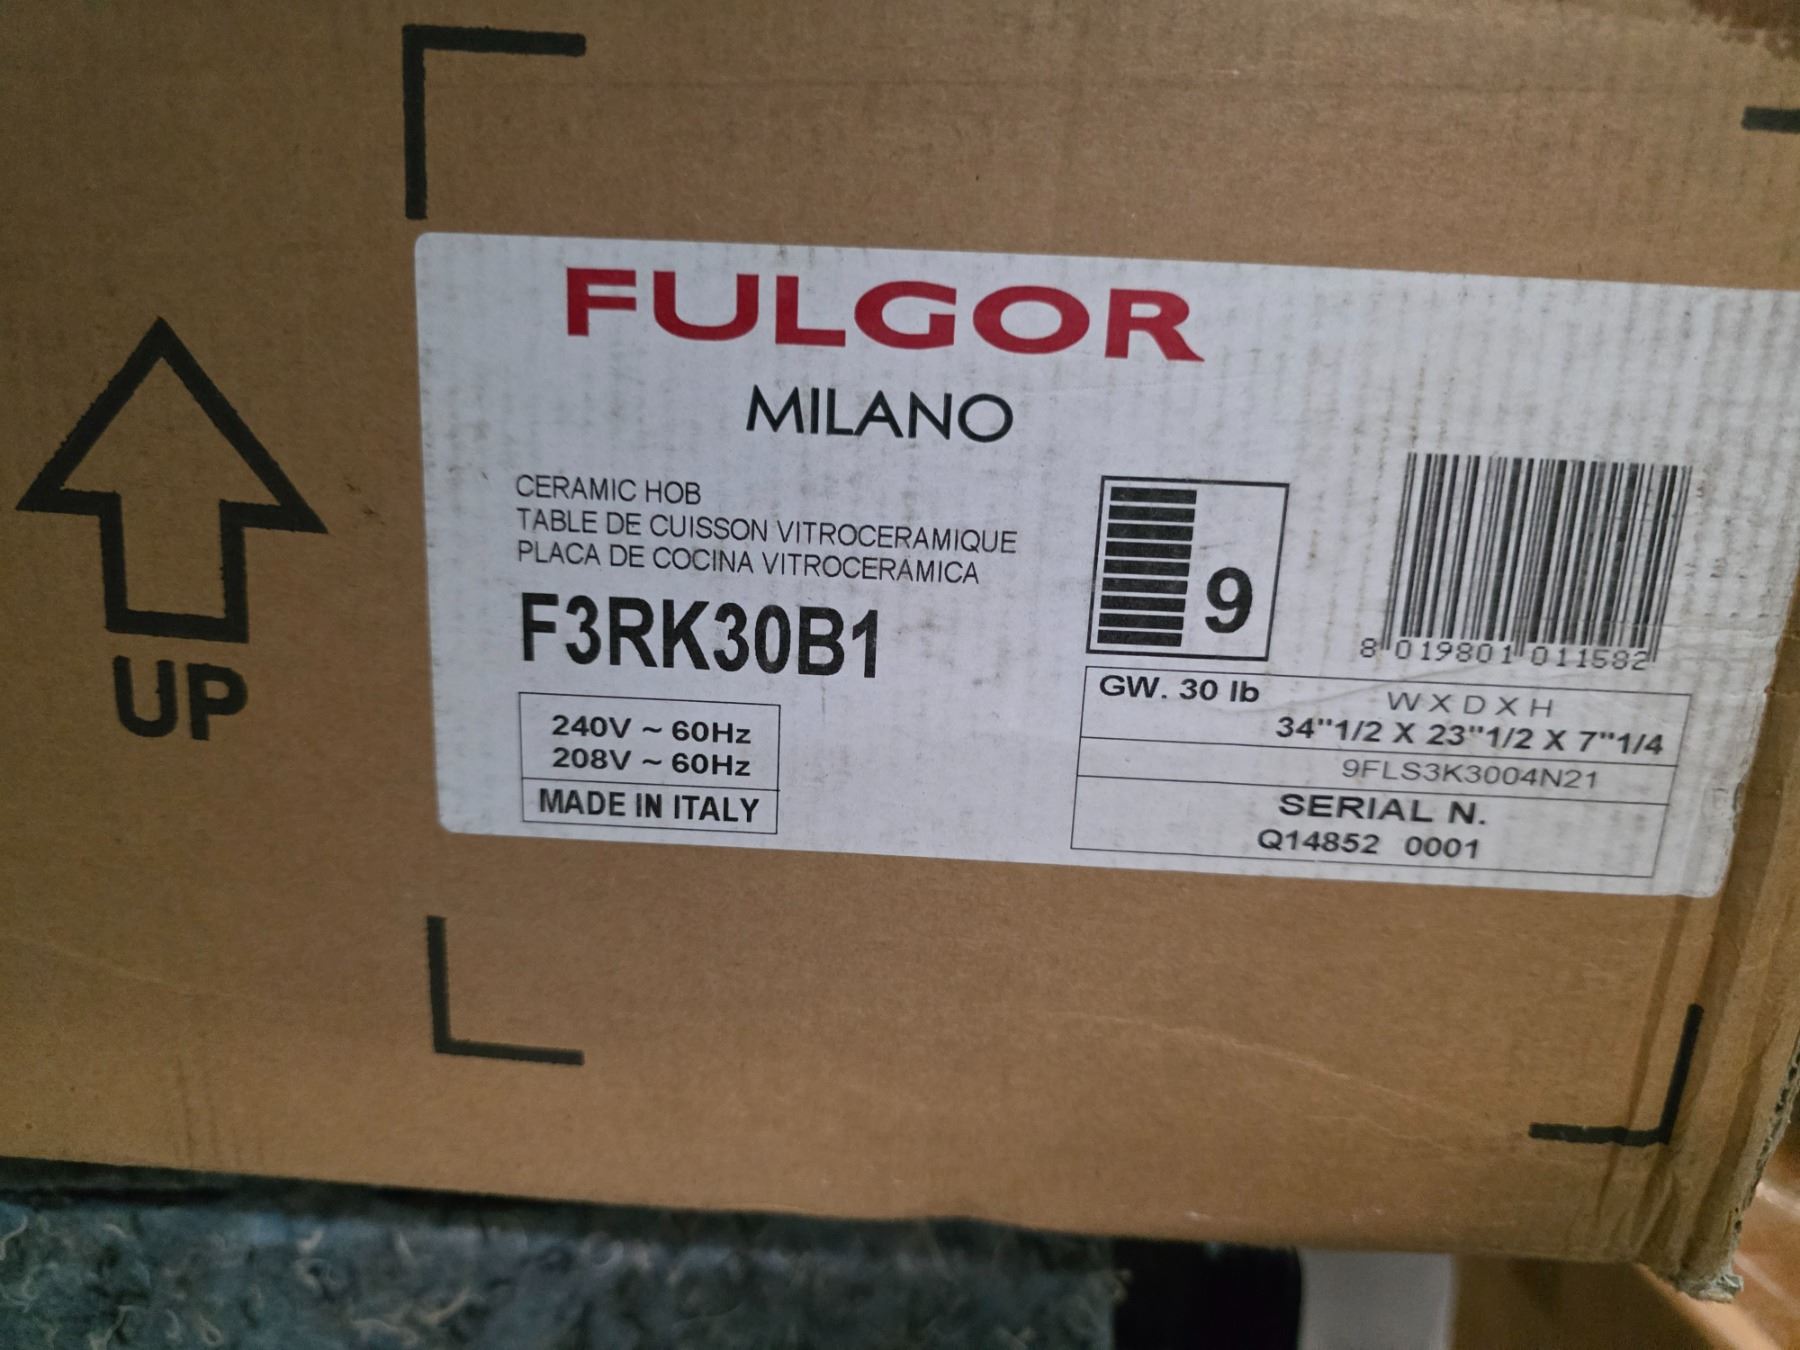 FULGOR
MILANO
CERAMIC HOB
TABLE DE CUISSON VITROCERAMIQUE
PLACA DE COCINA VITROCERAMICA
F3RK30B1
240V ~ 60Hz
208V ~ 60Hz
MADE IN ITALY
9
8 019801 011582
GW. 30 lb
W X D X H
34"1/2 X 23"1/2 X 7"1/4
9FLS3K3004N21
SERIAL N.
Q14852 0001
UP